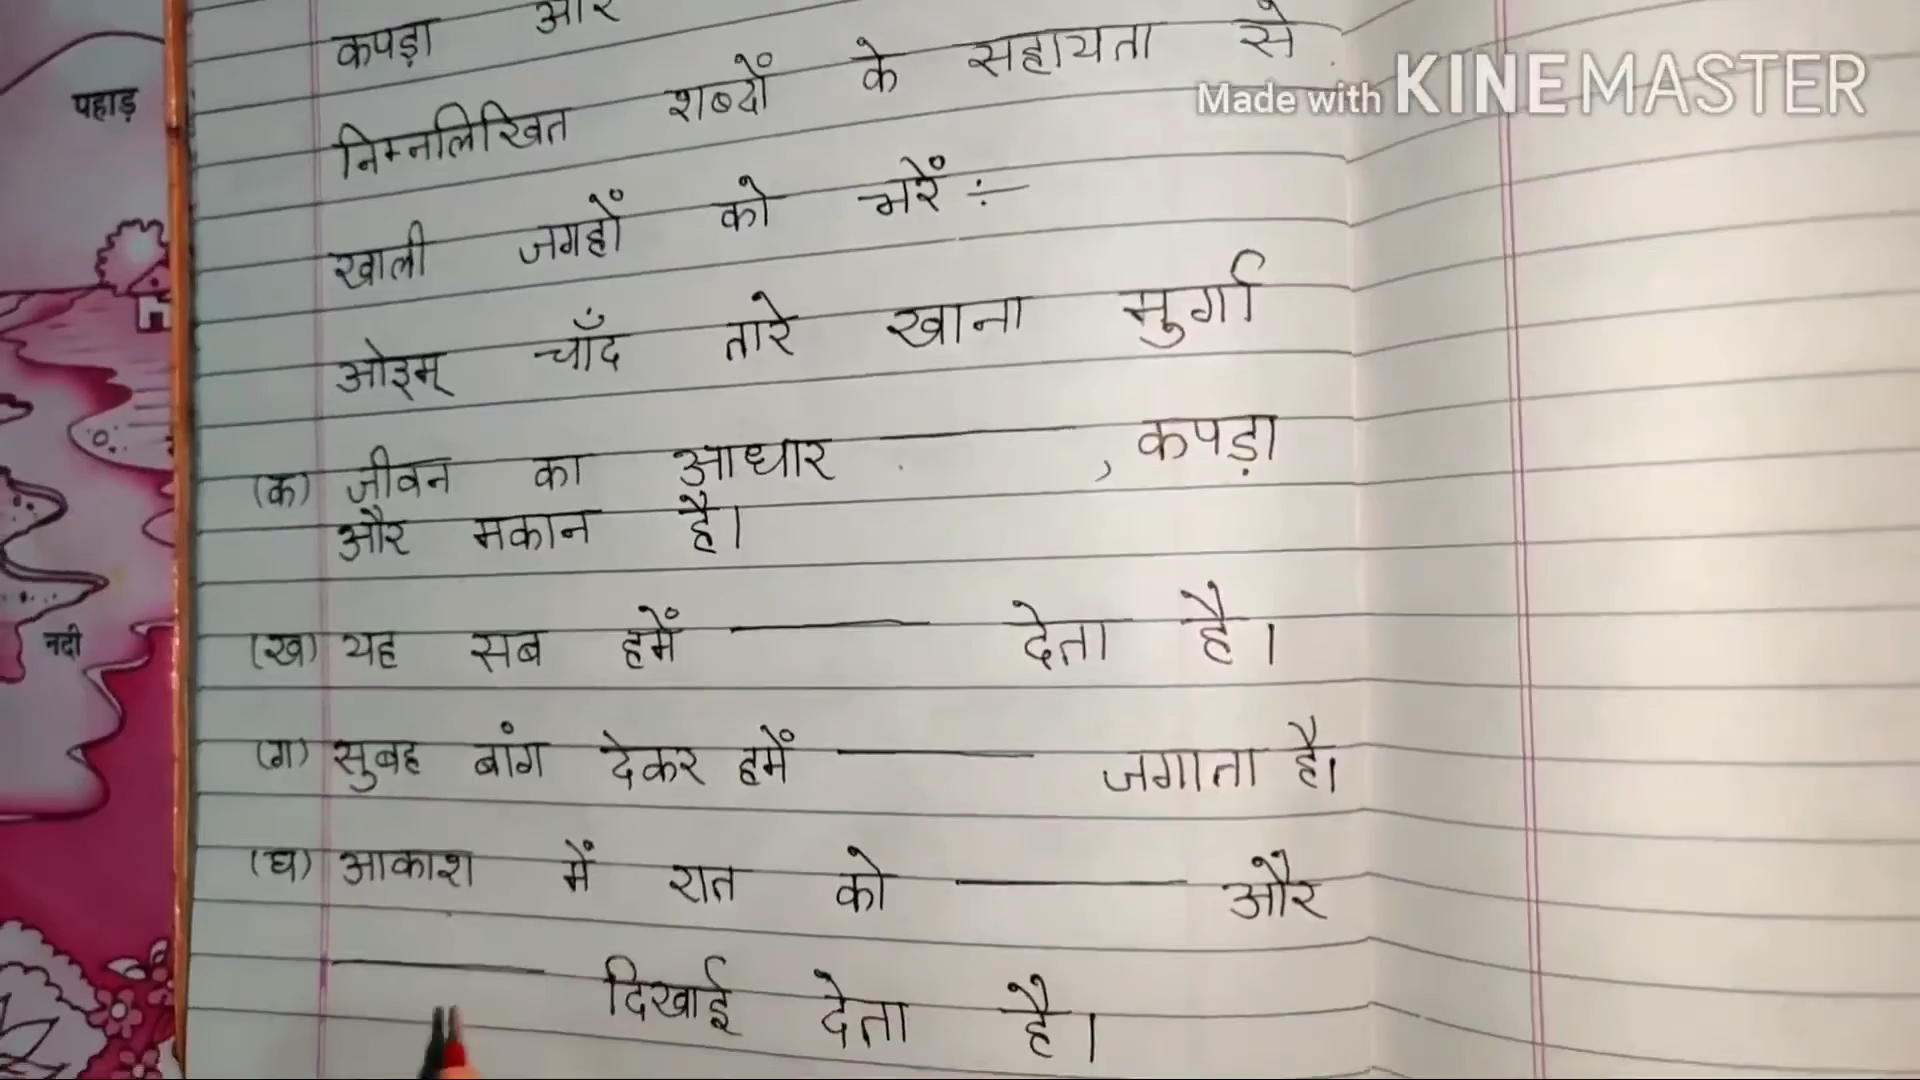 पहाड़
नदी
कपड़ा और
निम्नलिखित शब्दों के सहायता से
Made with KINEMASTER
खाली जगहों को भरें :-
ओइम् चाँद तारे खाना मुर्गा
(क) जीवन का आधार ———— , कपड़ा
और मकान है।
(ख) यह सब हमें ———— देता है।
(ग) सुबह बांग देकर हमें ———— जगाता है।
(घ) आकाश में रात को ———— और
———— दिखाई देता है।